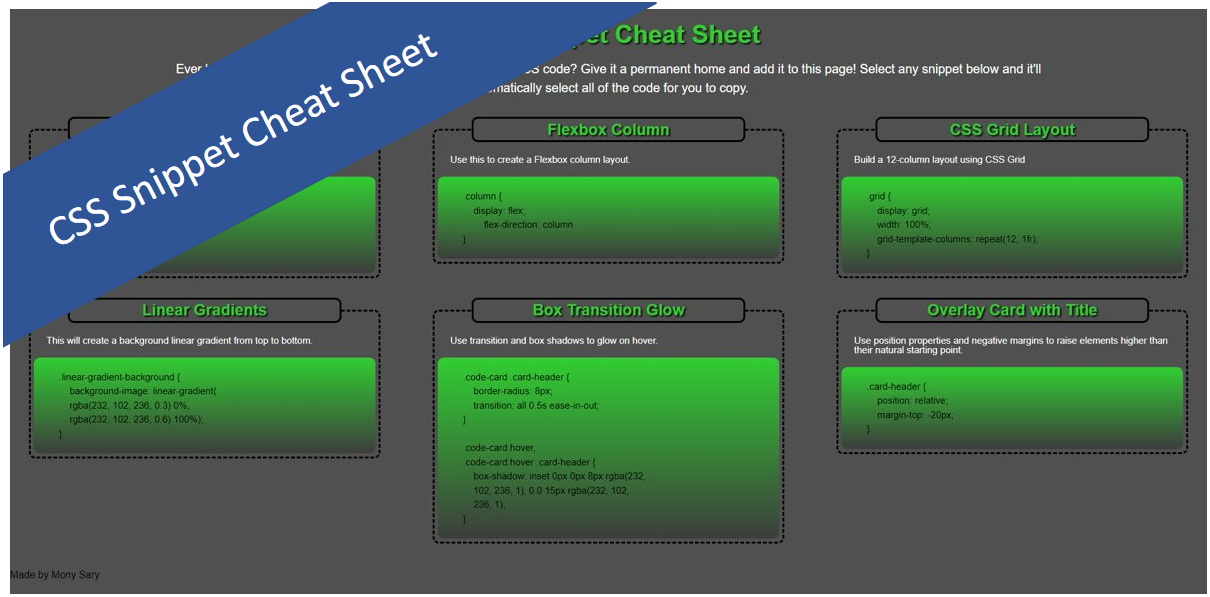 CSS Snippet Cheat Sheet
Cheat Sheet
Ever
code? Give it a permanent home and add it to this page! Select any snippet below and it'll
select all of the code for you to copy.
Flexbox Column
Use this to create a Flexbox column layout.
.column {
display: flex;
flex-direction: column
}
CSS Grid Layout
Build a 12-column layout using CSS Grid
.grid {
display: grid;
width: 100%;
grid-template-columns: repeat(12, 1fr);
}
Linear Gradients
This will create a background linear gradient from top to bottom.
.linear-gradient-background {
background-image: linear-gradient(
rgba(232, 102, 236, 0.3) 0%,
rgba(232, 102, 236, 0.6) 100%);
}
Box Transition Glow
Use transition and box shadows to glow on hover.
.code-card .card-header {
border-radius: 8px;
transition: all 0.5s ease-in-out;
}
.code-card:hover,
.code-card:hover .card-header {
box-shadow: inset 0px 0px 8px rgba(232,
102, 236, 1), 0 0 15px rgba(232, 102,
236, 1);
}
Overlay Card with Title
Use position properties and negative margins to raise elements higher than
their natural starting point.
.card-header {
position: relative;
margin-top: -20px;
}
Made by Mony Sary